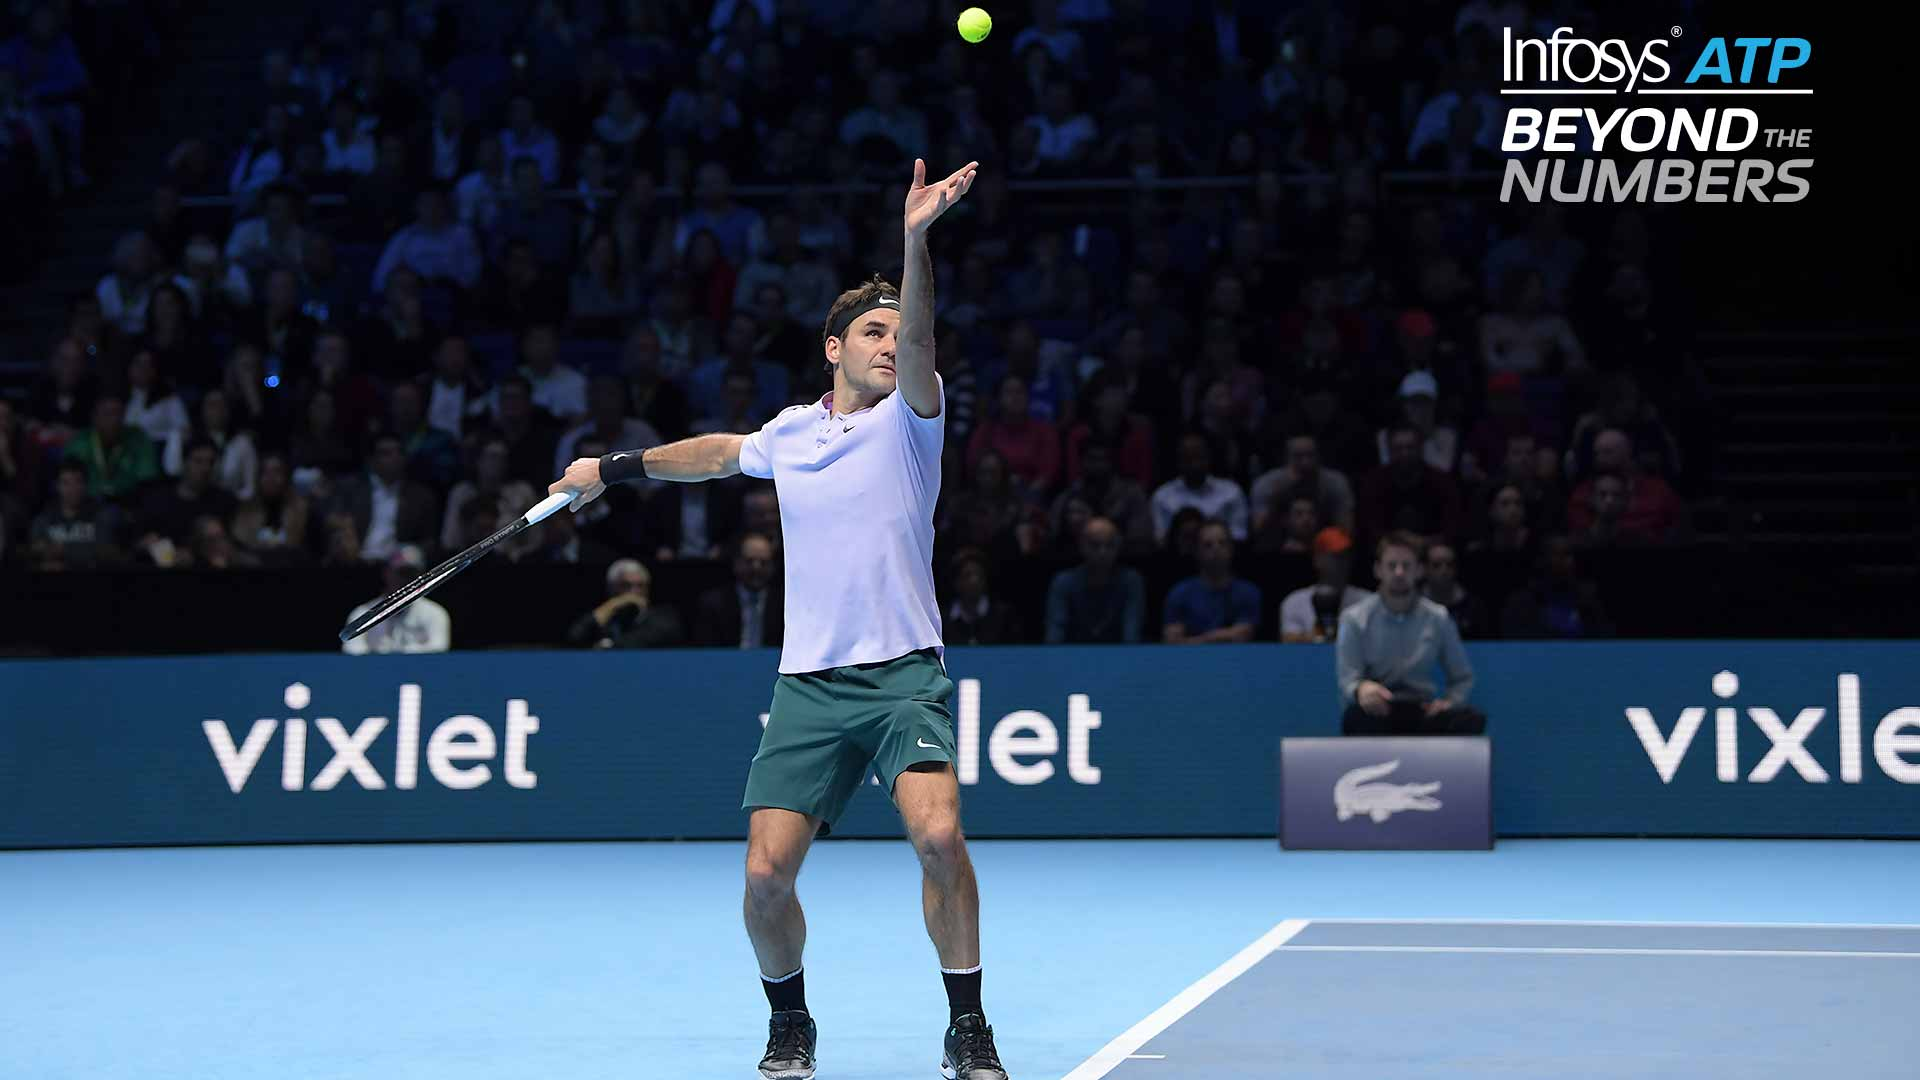 Infosys® ATP
BEYOND THE
NUMBERS
vixlet
let
vixle